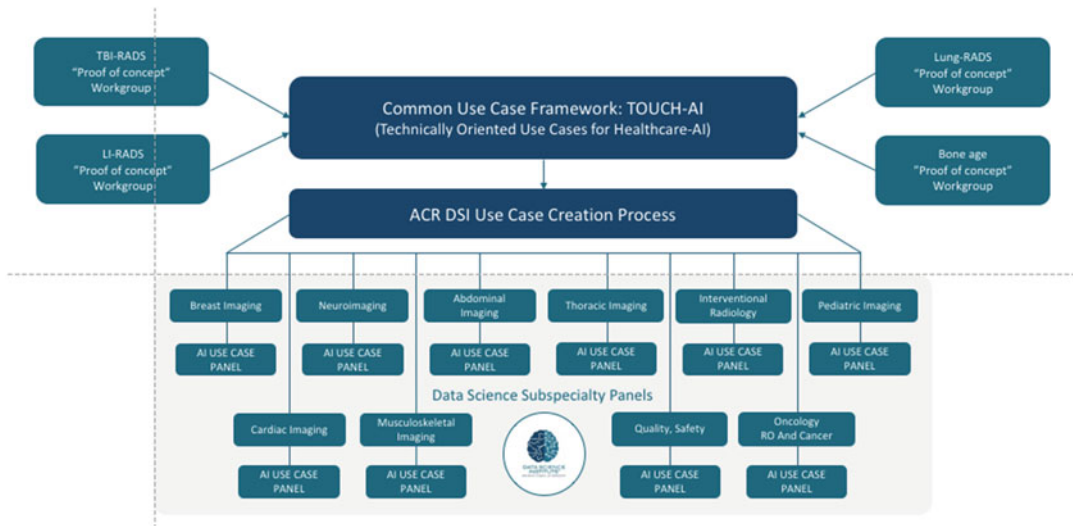 TBI-RADS
"Proof of concept"
Workgroup
LI-RADS
"Proof of concept"
Workgroup
Common Use Case Framework: TOUCH-AI
(Technically Oriented Use Cases for Healthcare-AI)
Lung-RADS
"Proof of concept"
Workgroup
Bone age
"Proof of concept"
Workgroup
ACR DSI Use Case Creation Process
Breast Imaging
Neuroimaging
Abdominal
Imaging
Thoracic Imaging
Interventional
Radiology
Pediatric Imaging
AI USE CASE
PANEL
AI USE CASE
PANEL
AI USE CASE
PANEL
AI USE CASE
PANEL
AI USE CASE
PANEL
AI USE CASE
PANEL
Data Science Subspecialty Panels
Cardiac Imaging
Musculoskeletal
Imaging
Quality, Safety
Oncology
RO And Cancer
AI USE CASE
PANEL
AI USE CASE
PANEL
DATA SCIENCE
INSTITUTE
AI USE CASE
PANEL
AI USE CASE
PANEL